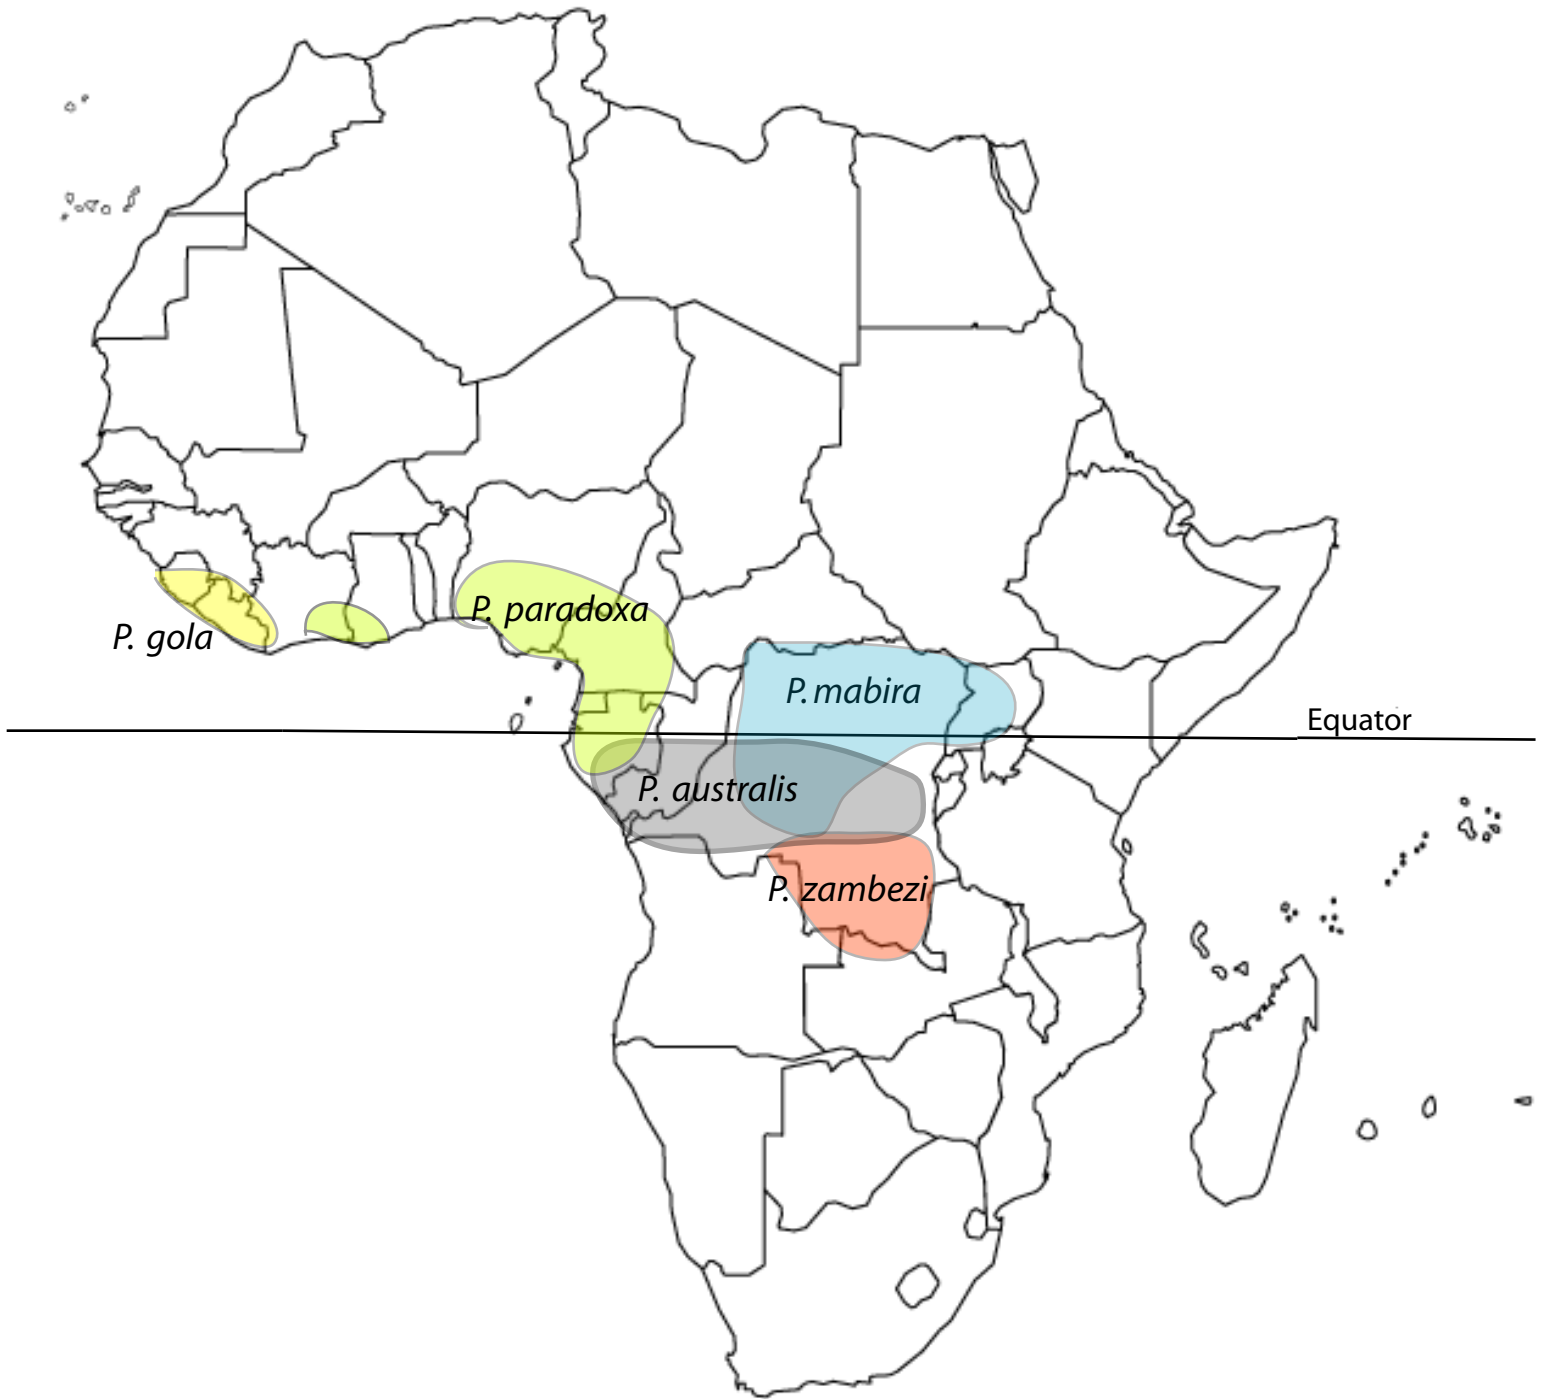 P. paradoxa
P. gola
P. mabira
Equator
P. australis
P. zambezi